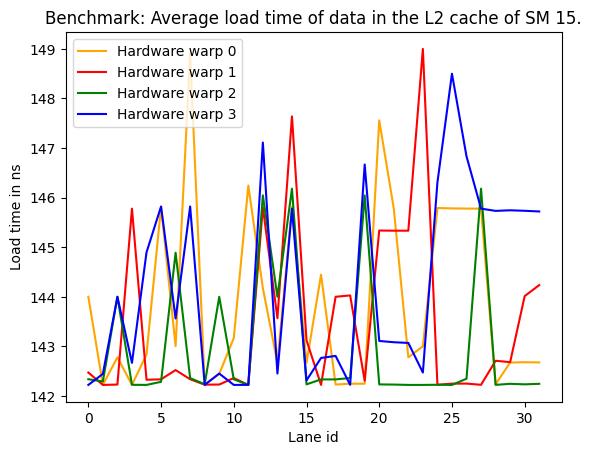 Benchmark: Average load time of data in the L2 cache of SM 15.
Hardware warp 0
Hardware warp 1
Hardware warp 2
Hardware warp 3
Load time in ns
149
148
147
146
145
144
143
142
0 5 10 15 20 25 30
Lane id